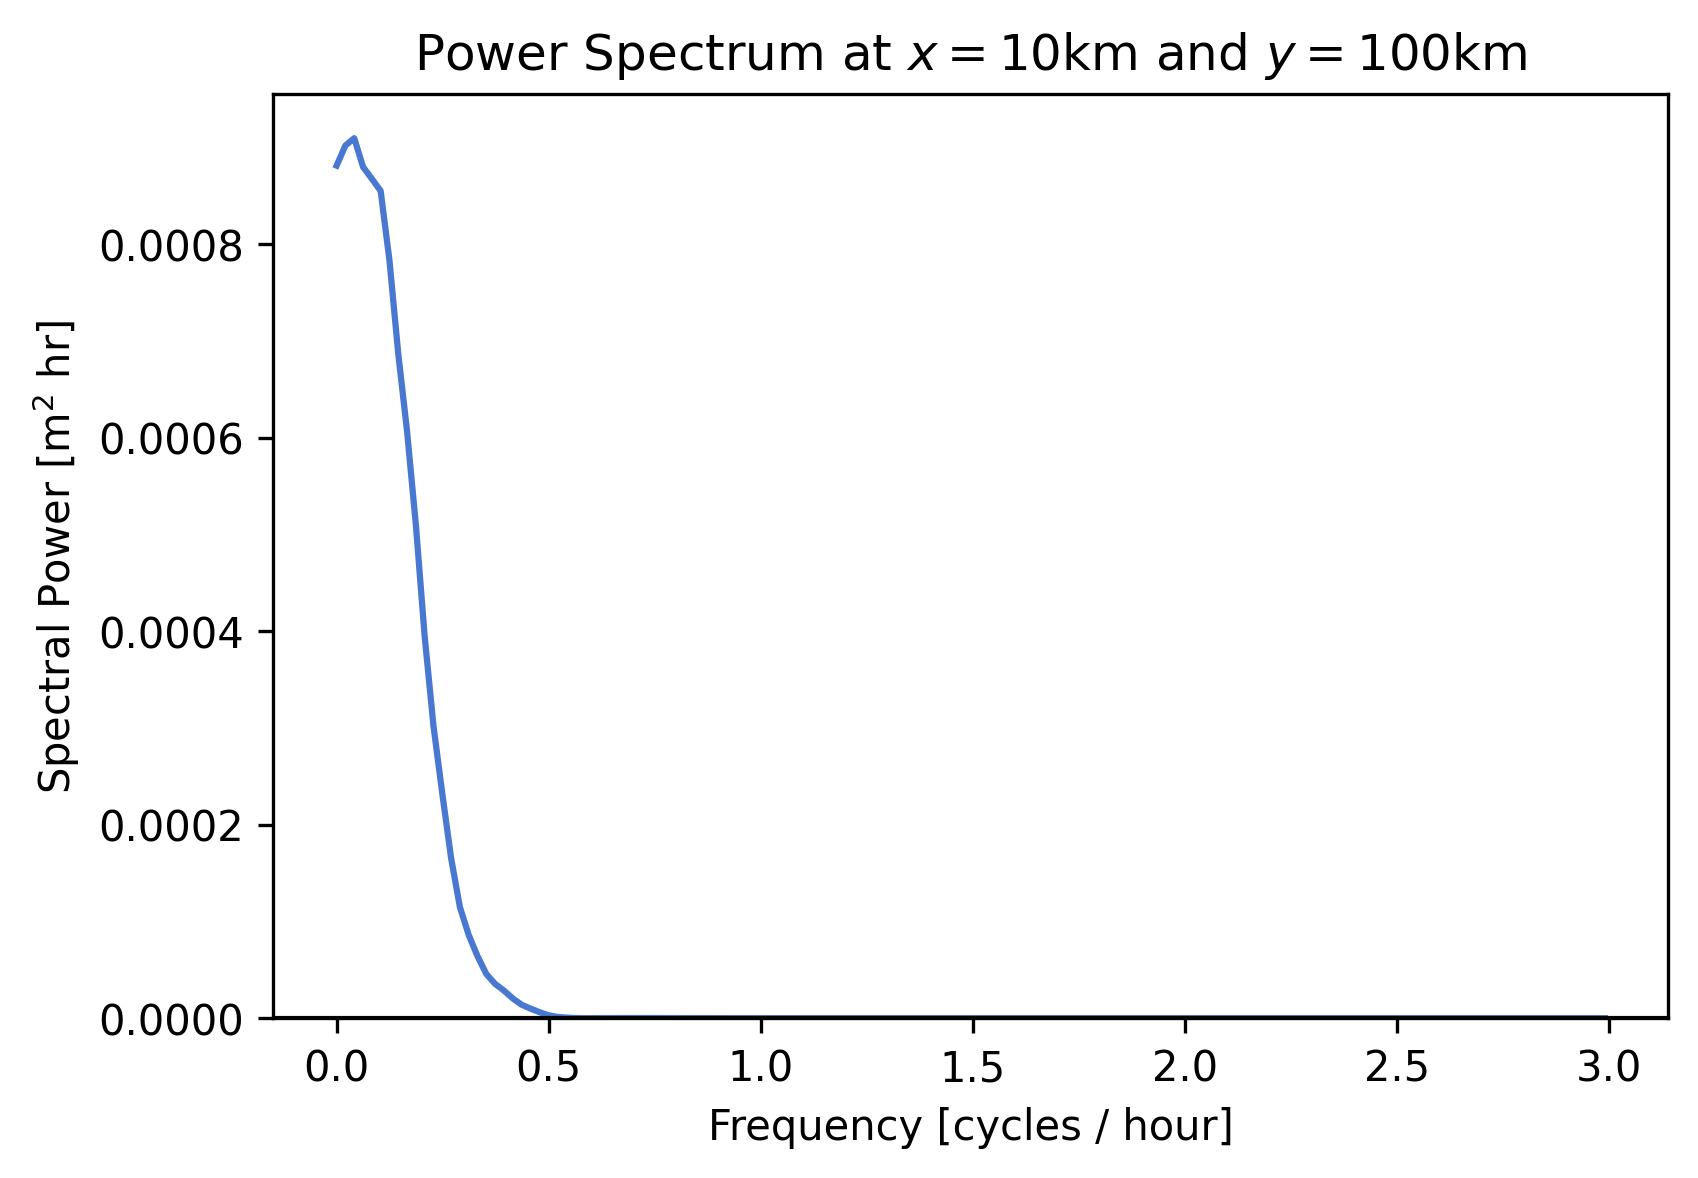 Power Spectrum at x = 10km and y = 100km
Spectral Power [m² hr]
0.0008
0.0006
0.0004
0.0002
0.0000
0.0 0.5 1.0 1.5 2.0 2.5 3.0
Frequency [cycles / hour]